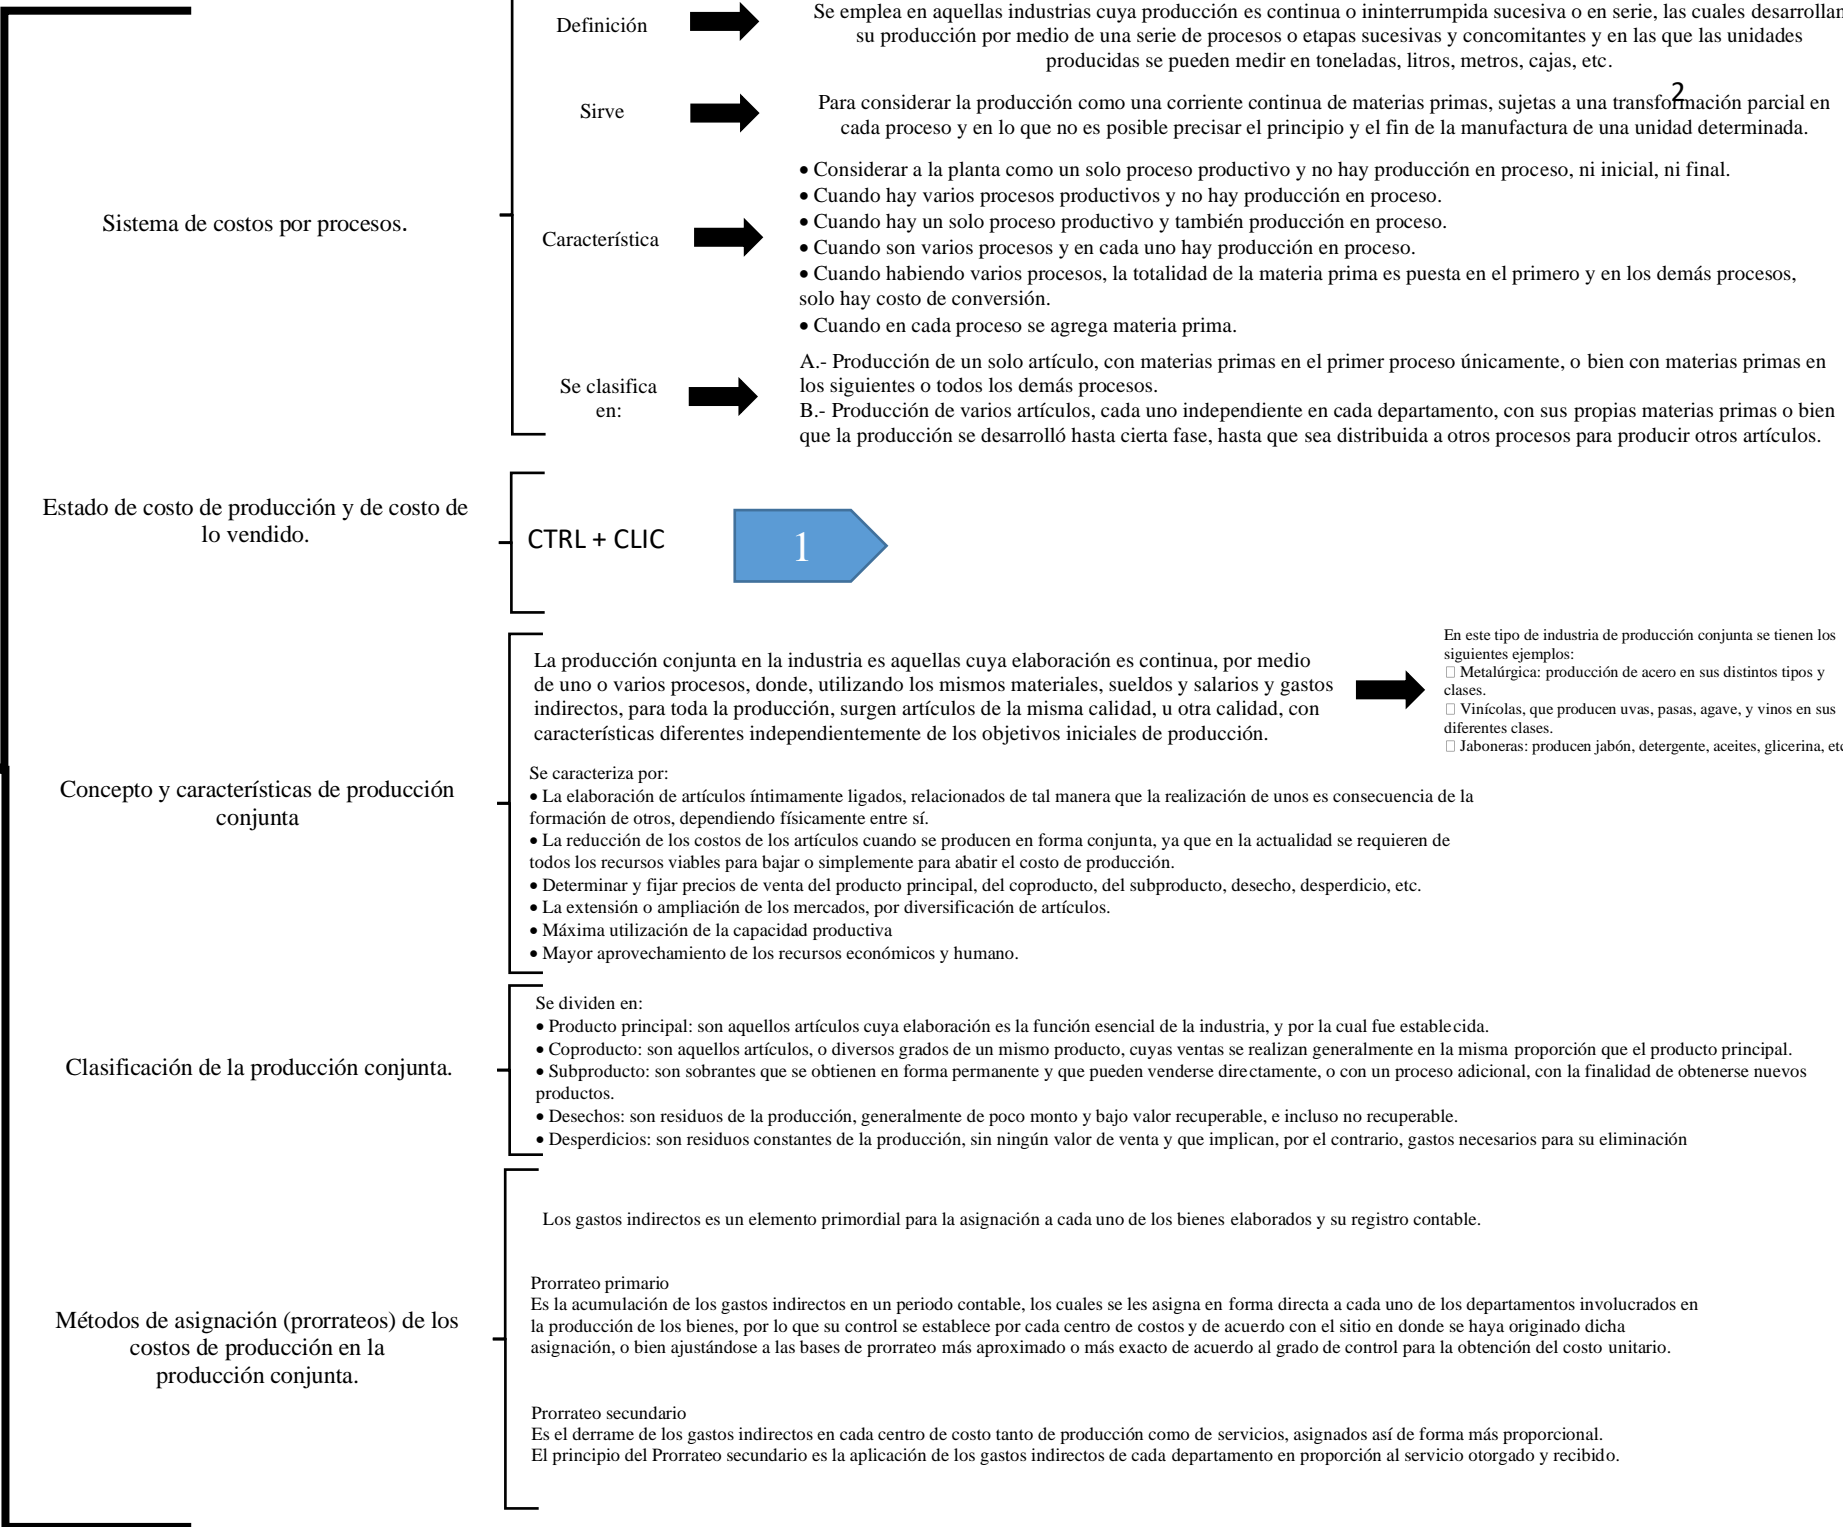 Definición
Se emplea en aquellas industrias cuya producción es continua o ininterrumpida sucesiva o en serie, las cuales desarrollan
su producción por medio de una serie de procesos o etapas sucesivas y concomitantes y en las que las unidades
producidas se pueden medir en toneladas, litros, metros, cajas, etc.
2
Sirve
Para considerar la producción como una corriente continua de materias primas, sujetas a una transformación parcial en
cada proceso y en lo que no es posible precisar el principio y el fin de la manufactura de una unidad determinada.
Sistema de costos por procesos.
Característica
• Considerar a la planta como un solo proceso productivo y no hay producción en proceso, ni inicial, ni final.
• Cuando hay varios procesos productivos y no hay producción en proceso.
• Cuando hay un solo proceso productivo y también producción en proceso.
• Cuando son varios procesos y en cada uno hay producción en proceso.
• Cuando habiendo varios procesos, la totalidad de la materia prima es puesta en el primero y en los demás procesos,
solo hay costo de conversión.
• Cuando en cada proceso se agrega materia prima.
Se clasifica
en:
A.- Producción de un solo artículo, con materias primas en el primer proceso únicamente, o bien con materias primas en
los siguientes o todos los demás procesos.
B.- Producción de varios artículos, cada uno independiente en cada departamento, con sus propias materias primas o bien
que la producción se desarrolló hasta cierta fase, hasta que sea distribuida a otros procesos para producir otros artículos.
Estado de costo de producción y de costo de
lo vendido.
CTRL + CLIC
1
Concepto y características de producción
conjunta
La producción conjunta en la industria es aquellas cuya elaboración es continua, por medio
de uno o varios procesos, donde, utilizando los mismos materiales, sueldos y salarios y gastos
indirectos, para toda la producción, surgen artículos de la misma calidad, u otra calidad, con
características diferentes independientemente de los objetivos iniciales de producción.
En este tipo de industria de producción conjunta se tienen los
siguientes ejemplos:
□ Metalúrgica: producción de acero en sus distintos tipos y
clases.
□ Vinícolas, que producen uvas, pasas, agave, y vinos en sus
diferentes clases.
□ Jaboneras: producen jabón, detergente, aceites, glicerina, etc
Se caracteriza por:
• La elaboración de artículos íntimamente ligados, relacionados de tal manera que la realización de unos es consecuencia de la
formación de otros, dependiendo físicamente entre sí.
• La reducción de los costos de los artículos cuando se producen en forma conjunta, ya que en la actualidad se requieren de
todos los recursos viables para bajar o simplemente para abatir el costo de producción.
• Determinar y fijar precios de venta del producto principal, del coproducto, del subproducto, desecho, desperdicio, etc.
• La extensión o ampliación de los mercados, por diversificación de artículos.
• Máxima utilización de la capacidad productiva
• Mayor aprovechamiento de los recursos económicos y humano.
Clasificación de la producción conjunta.
Se dividen en:
• Producto principal: son aquellos artículos cuya elaboración es la función esencial de la industria, y por la cual fue establecida.
• Coproducto: son aquellos artículos, o diversos grados de un mismo producto, cuyas ventas se realizan generalmente en la misma proporción que el producto principal.
• Subproducto: son sobrantes que se obtienen en forma permanente y que pueden venderse directamente, o con un proceso adicional, con la finalidad de obtenerse nuevos
productos.
• Desechos: son residuos de la producción, generalmente de poco monto y bajo valor recuperable, e incluso no recuperable.
• Desperdicios: son residuos constantes de la producción, sin ningún valor de venta y que implican, por el contrario, gastos necesarios para su eliminación
Métodos de asignación (prorrateos) de los
costos de producción en la
producción conjunta.
Los gastos indirectos es un elemento primordial para la asignación a cada uno de los bienes elaborados y su registro contable.
Prorrateo primario
Es la acumulación de los gastos indirectos en un periodo contable, los cuales se les asigna en forma directa a cada uno de los departamentos involucrados en
la producción de los bienes, por lo que su control se establece por cada centro de costos y de acuerdo con el sitio en donde se haya originado dicha
asignación, o bien ajustándose a las bases de prorrateo más aproximado o más exacto de acuerdo al grado de control para la obtención del costo unitario.
Prorrateo secundario
Es el derrame de los gastos indirectos en cada centro de costo tanto de producción como de servicios, asignados así de forma más proporcional.
El principio del Prorrateo secundario es la aplicación de los gastos indirectos de cada departamento en proporción al servicio otorgado y recibido.